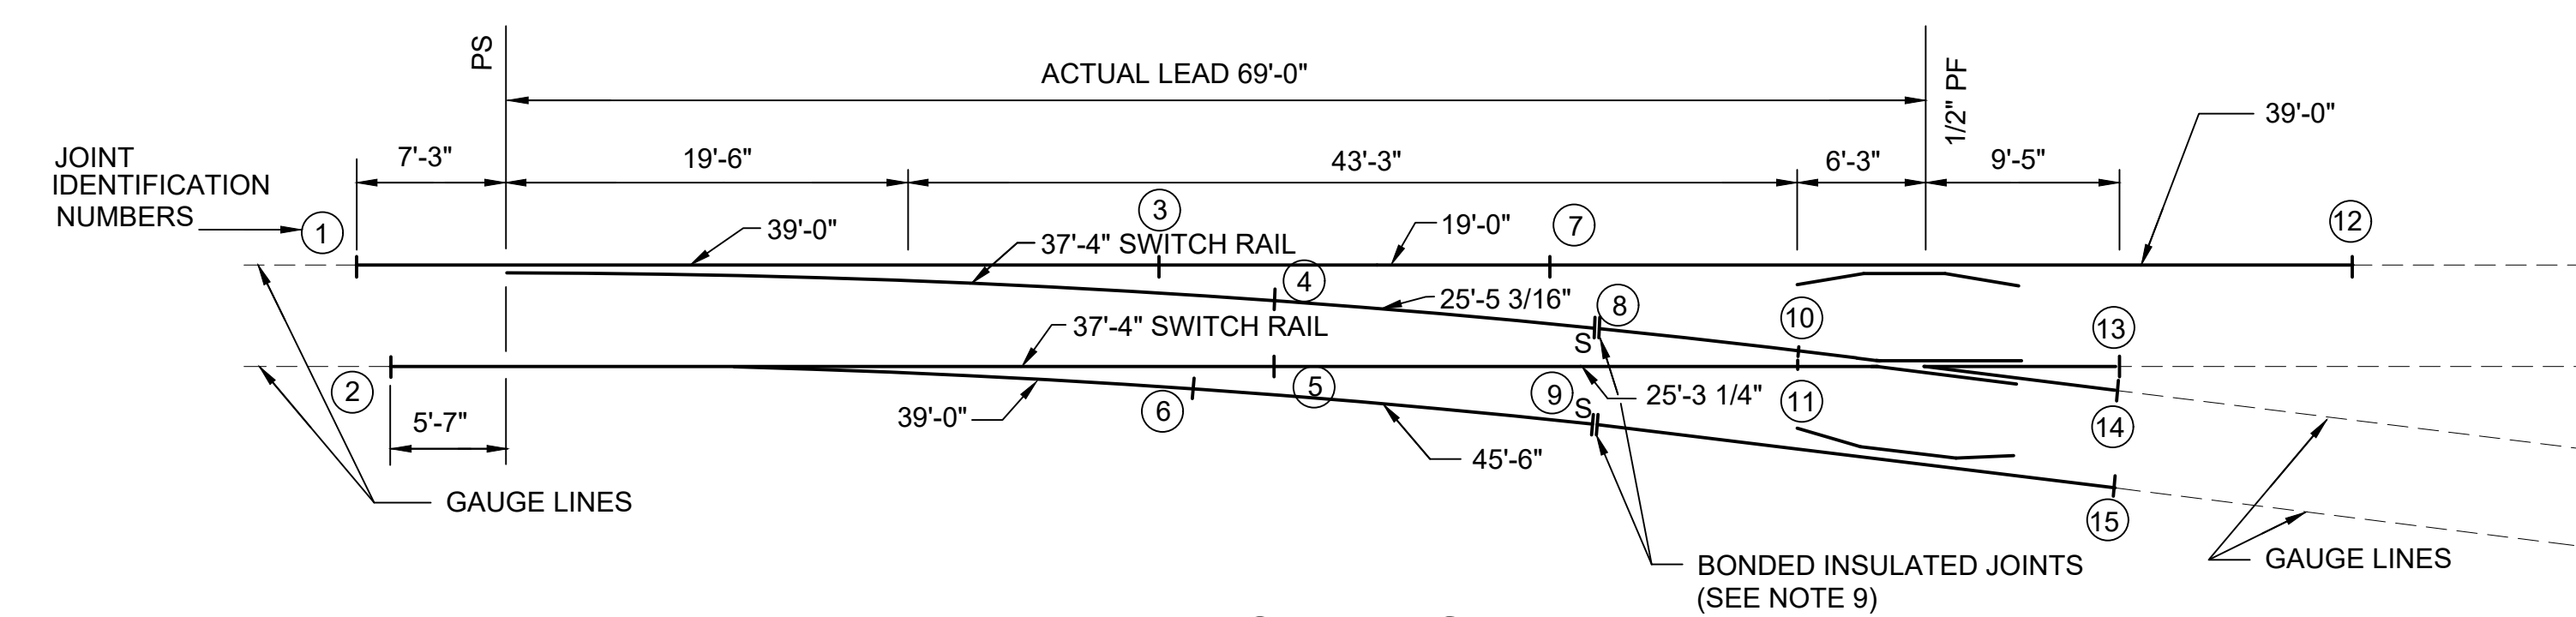 PS
ACTUAL LEAD 69'-0"
1/2" PF
39'-0"
JOINT
IDENTIFICATION
NUMBERS
7'-3"
19'-6"
43'-3"
6'-3"
9'-5"
1
3
7
12
39'-0"
37'-4" SWITCH RAIL
19'-0"
4
25'-5 3/16"
8
S
10
13
37'-4" SWITCH RAIL
2
5
9
S
25'-3 1/4"
11
14
5'-7"
39'-0"
6
45'-6"
15
GAUGE LINES
BONDED INSULATED JOINTS
(SEE NOTE 9)
GAUGE LINES